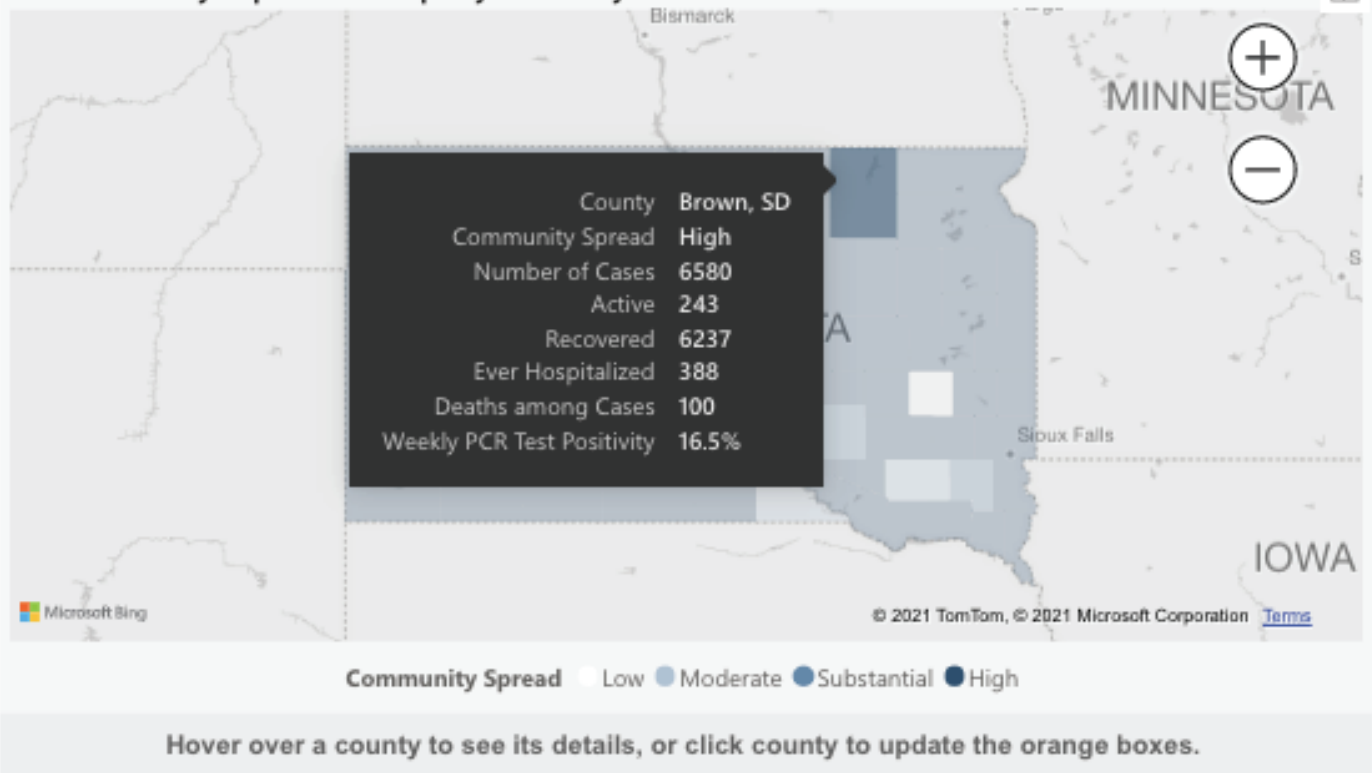 Bismarck
MINNESOTA
County Brown, SD
Community Spread High
Number of Cases 6580
Active 243
Recovered 6237
Ever Hospitalized 388
Deaths among Cases 100
Weekly PCR Test Positivity 16.5%
TA
Sioux Falls
IOWA
Microsoft Bing
© 2021 TomTom, © 2021 Microsoft Corporation Terms
Community Spread Low Moderate Substantial High
Hover over a county to see its details, or click county to update the orange boxes.